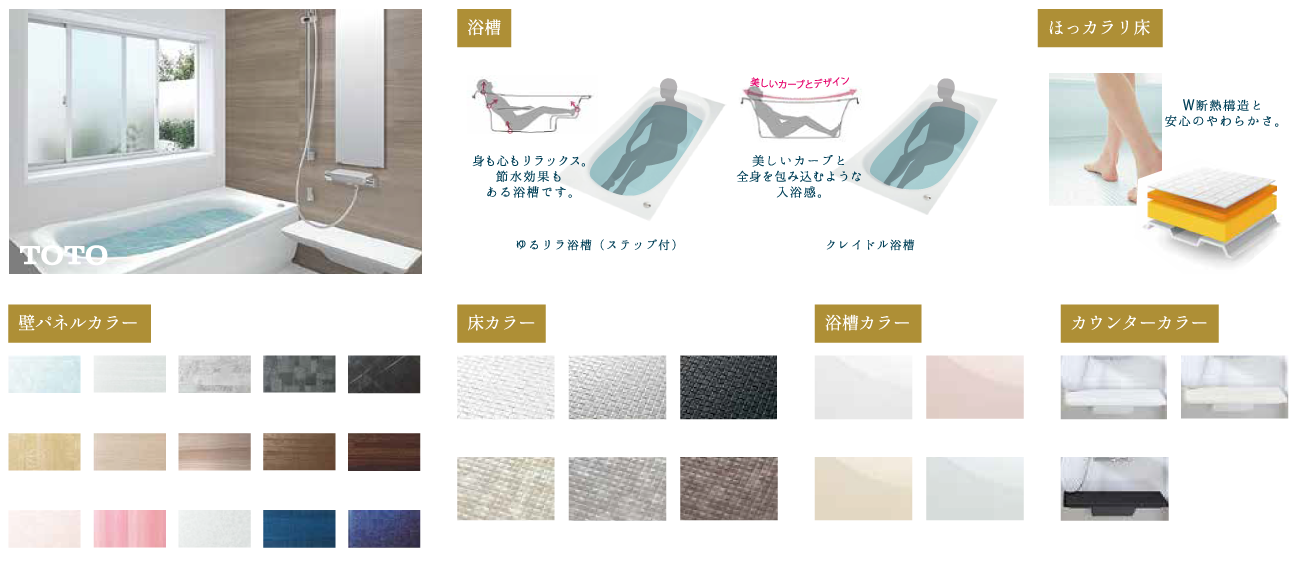 TOTO
浴槽
美しいカーブとデザイン
身も心もリラックス。
節水効果も
ある浴槽です。
美しいカーブと
全身を包み込むような
入浴感。
ゆるリラ浴槽（ステップ付）
クレイドル浴槽
ほっカラリ床
W断熱構造と
安心のやわらかさ。
壁パネルカラー
床カラー
浴槽カラー
カウンターカラー